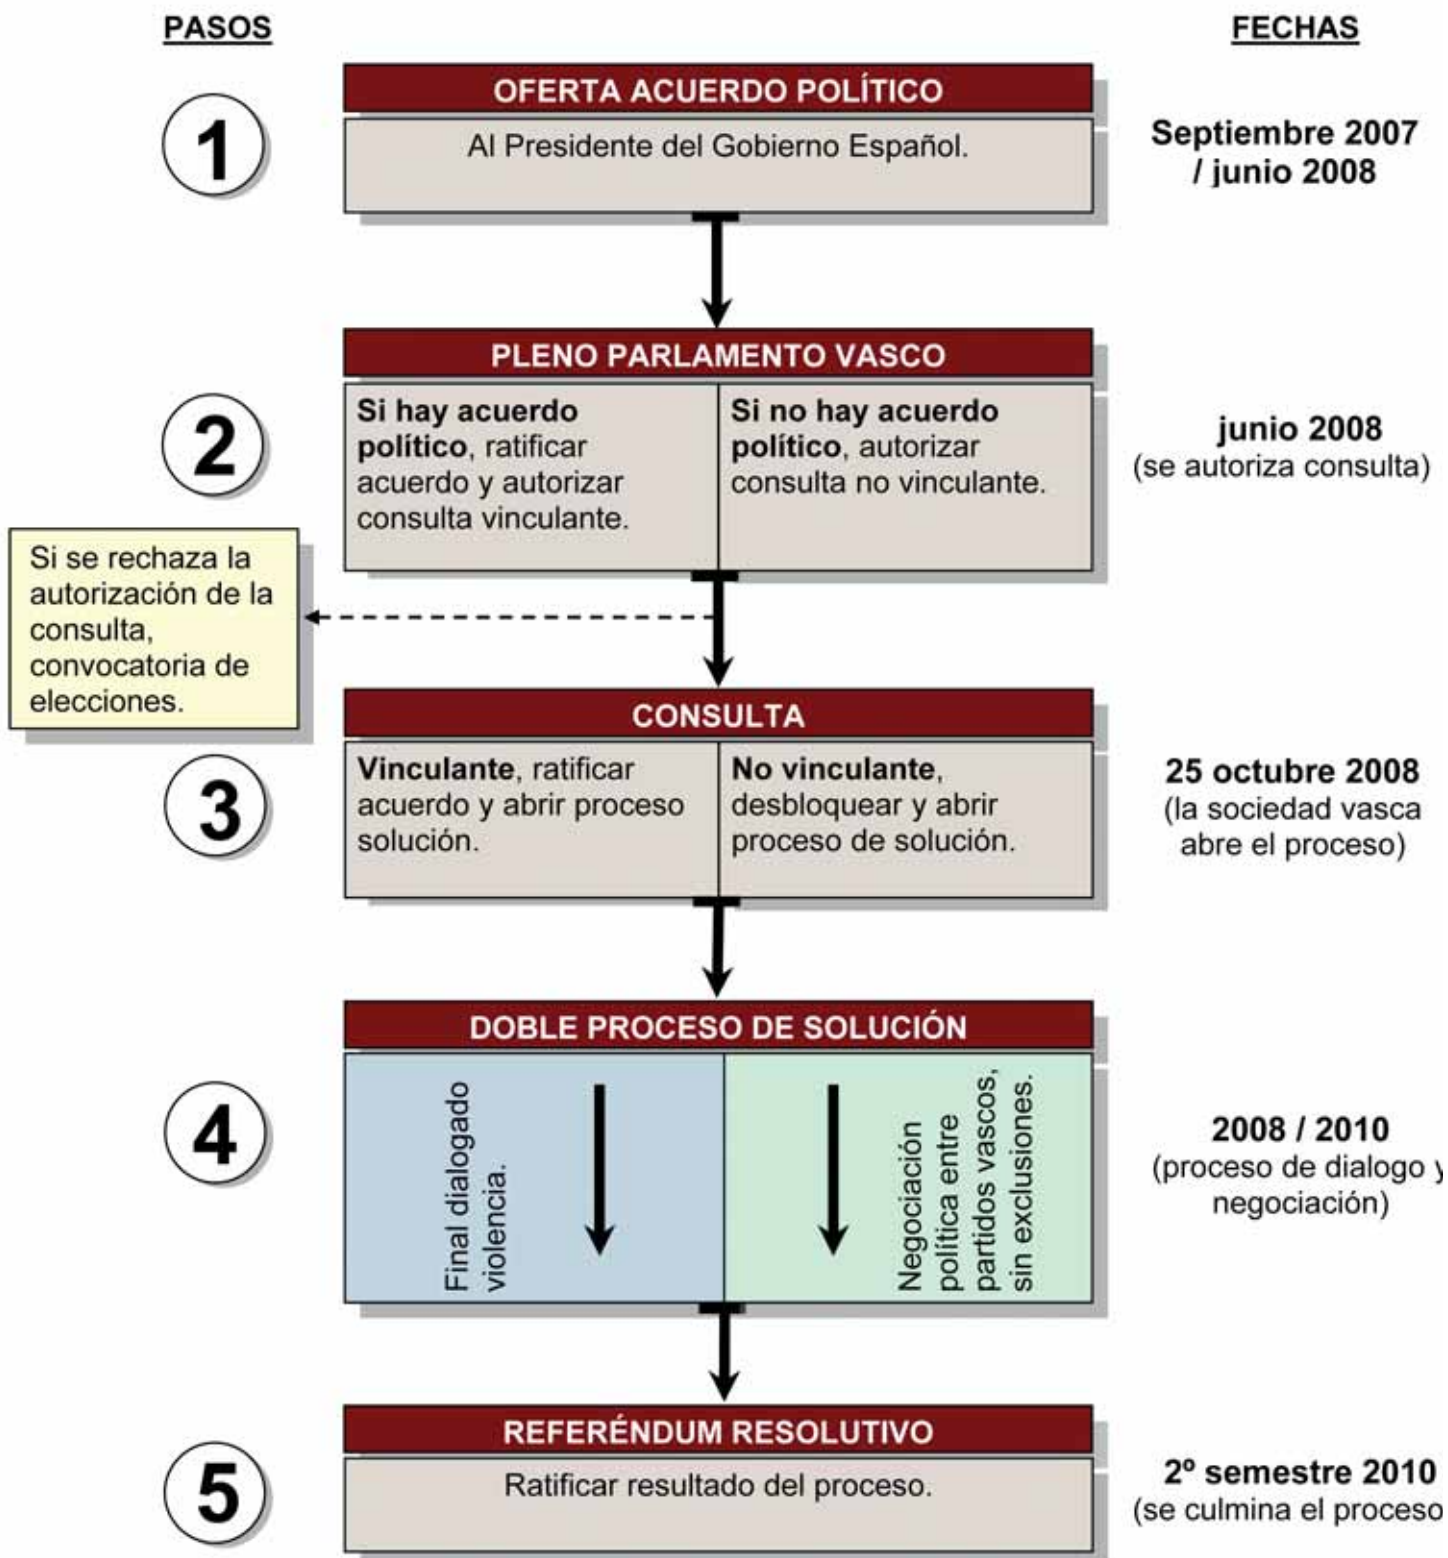 PASOS
FECHAS
OFERTA ACUERDO POLÍTICO
1
Al Presidente del Gobierno Español.
Septiembre 2007
/ junio 2008
PLENO PARLAMENTO VASCO
2
Si hay acuerdo
político, ratificar
acuerdo y autorizar
consulta vinculante.
Si no hay acuerdo
político, autorizar
consulta no vinculante.
junio 2008
(se autoriza consulta)
Si se rechaza la
autorización de la
consulta,
convocatoria de
elecciones.
CONSULTA
3
Vinculante, ratificar
acuerdo y abrir proceso
solución.
No vinculante,
desbloquear y abrir
proceso de solución.
25 octubre 2008
(la sociedad vasca
abre el proceso)
DOBLE PROCESO DE SOLUCIÓN
4
Final dialogado
violencia.
Negociación
política entre
partidos vascos,
sin exclusiones.
2008 / 2010
(proceso de dialogo y
negociación)
REFERÉNDUM RESOLUTIVO
5
Ratificar resultado del proceso.
2º semestre 2010
(se culmina el proceso